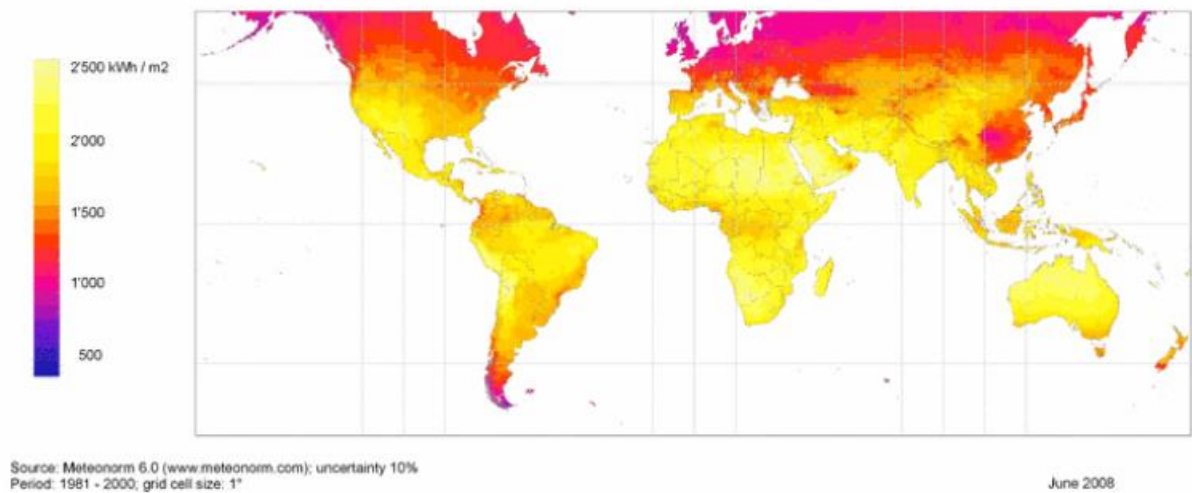 2'500 kWh / m2
2'000
1'500
1'000
500
Source: Meteonorm 6.0 (www.meteonorm.com); uncertainty 10%
Period: 1981 - 2000; grid cell size: 1°
June 2008